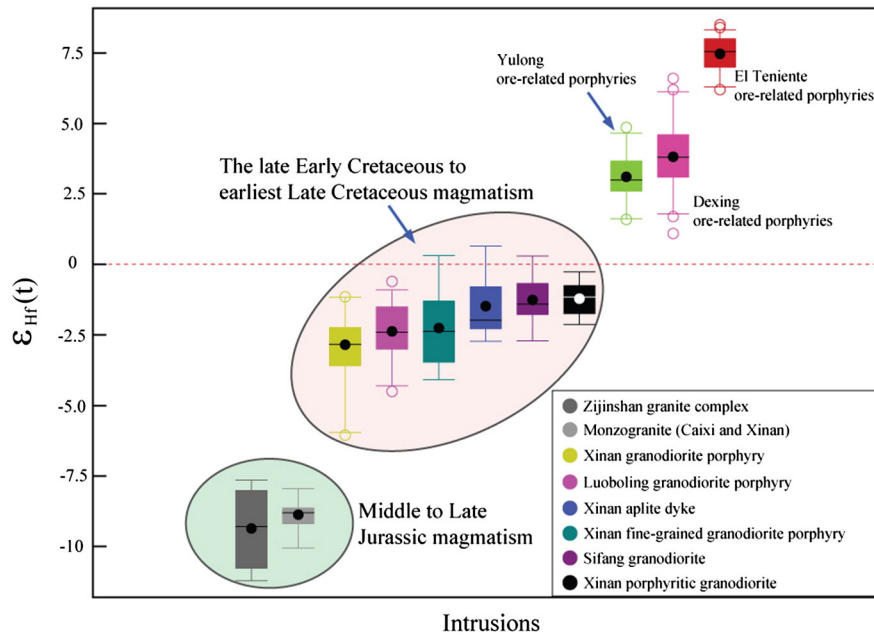 7.5
5.0
2.5
0
-2.5
-5.0
-7.5
-10
εHf(t)
Yulong
ore-related porphyries
El Teniente
ore-related porphyries
Dexing
ore-related porphyries
The late Early Cretaceous to
earliest Late Cretaceous magmatism
Middle to Late
Jurassic magmatism
Zijinshan granite complex
Monzogranite (Caixi and Xinan)
Xinan granodiorite porphyry
Luoboling granodiorite porphyry
Xinan aplite dyke
Xinan fine-grained granodiorite porphyry
Sifang granodiorite
Xinan porphyritic granodiorite
Intrusions